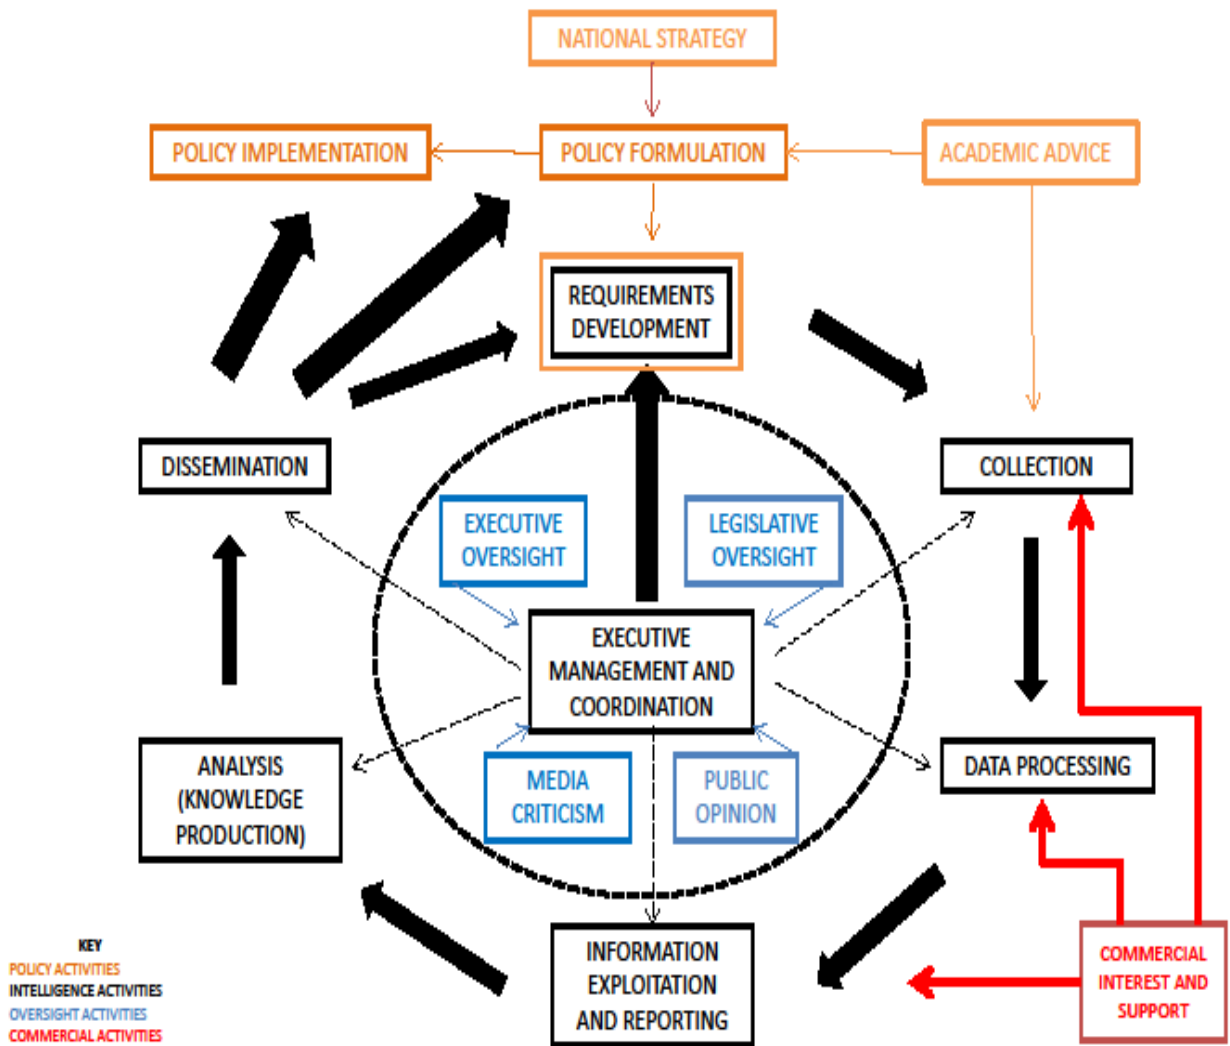 NATIONAL STRATEGY
POLICY IMPLEMENTATION
POLICY FORMULATION
ACADEMIC ADVICE
REQUIREMENTS
DEVELOPMENT
DISSEMINATION
COLLECTION
EXECUTIVE
OVERSIGHT
LEGISLATIVE
OVERSIGHT
EXECUTIVE
MANAGEMENT AND
COORDINATION
ANALYSIS
(KNOWLEDGE
PRODUCTION)
MEDIA
CRITICISM
PUBLIC
OPINION
DATA PROCESSING
INFORMATION
EXPLOITATION
AND REPORTING
COMMERCIAL
INTEREST AND
SUPPORT
KEY
POLICY ACTIVITIES
INTELLIGENCE ACTIVITIES
OVERSIGHT ACTIVITIES
COMMERCIAL ACTIVITIES